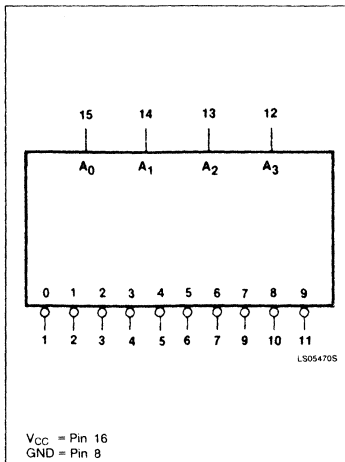 15 14 13 12
A0 A1 A2 A3
0 1 2 3 4 5 6 7 8 9
1 2 3 4 5 6 7 9 10 11
LS05470S
VCC = Pin 16
GND = Pin 8